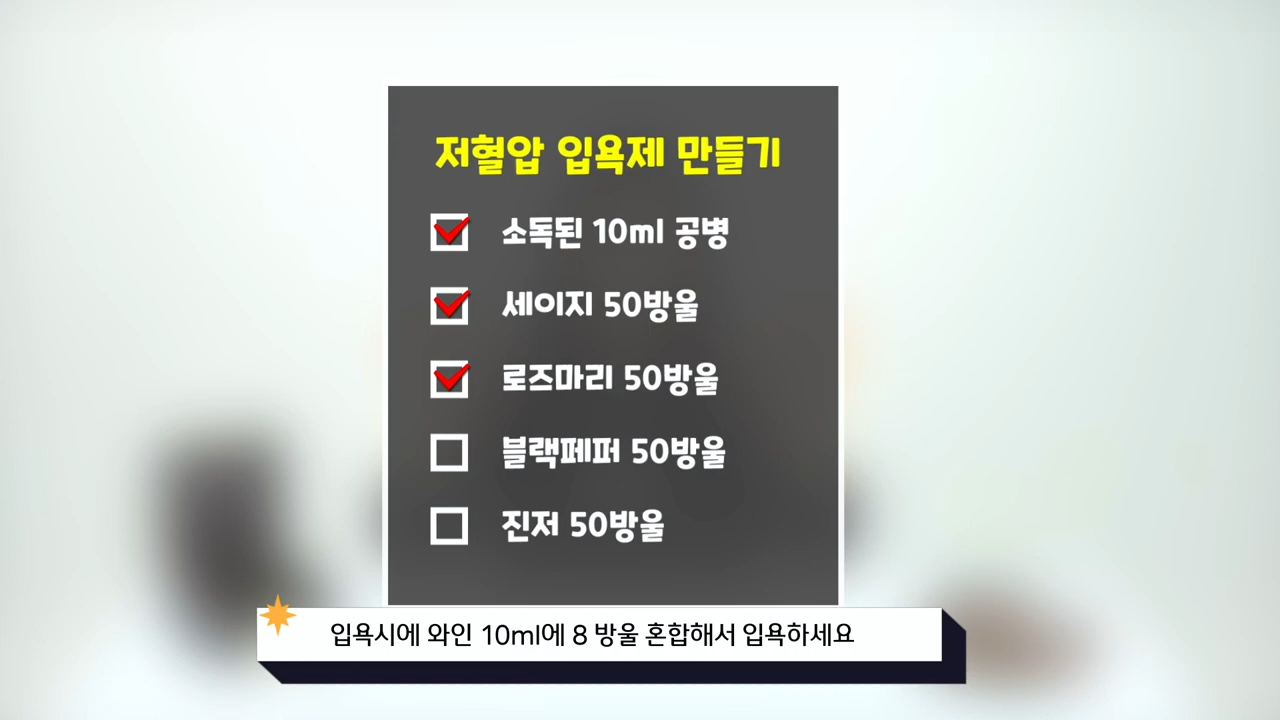 저혈압 입욕제 만들기
소독된 10ml 공병
세이지 50방울
로즈마리 50방울
블랙페퍼 50방울
진저 50방울
입욕시에 와인 10ml에 8 방울 혼합해서 입욕하세요